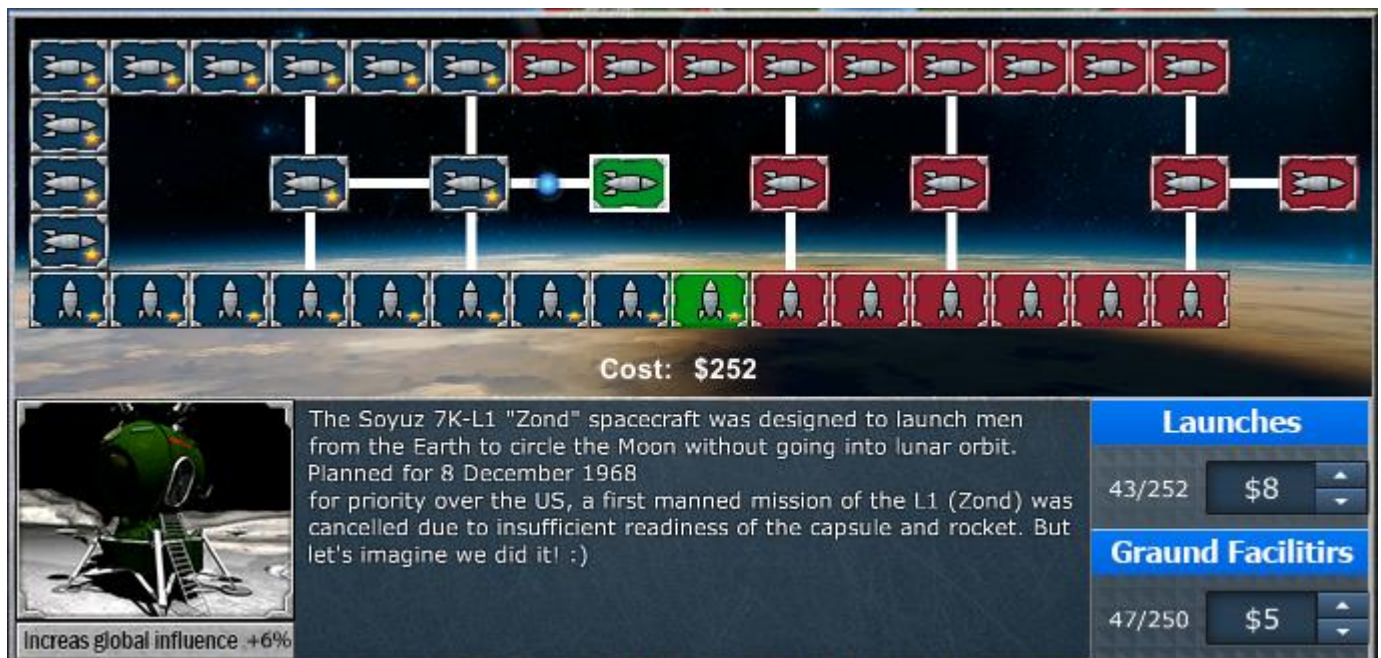 Cost: $252
The Soyuz 7K-L1 "Zond" spacecraft was designed to launch men
from the Earth to circle the Moon without going into lunar orbit.
Planned for 8 December 1968
for priority over the US, a first manned mission of the L1 (Zond) was
cancelled due to insufficient readiness of the capsule and rocket. But
let's imagine we did it! :)
Increas global influence +6%
Launches
43/252 $8
Graund Facilitirs
47/250 $5